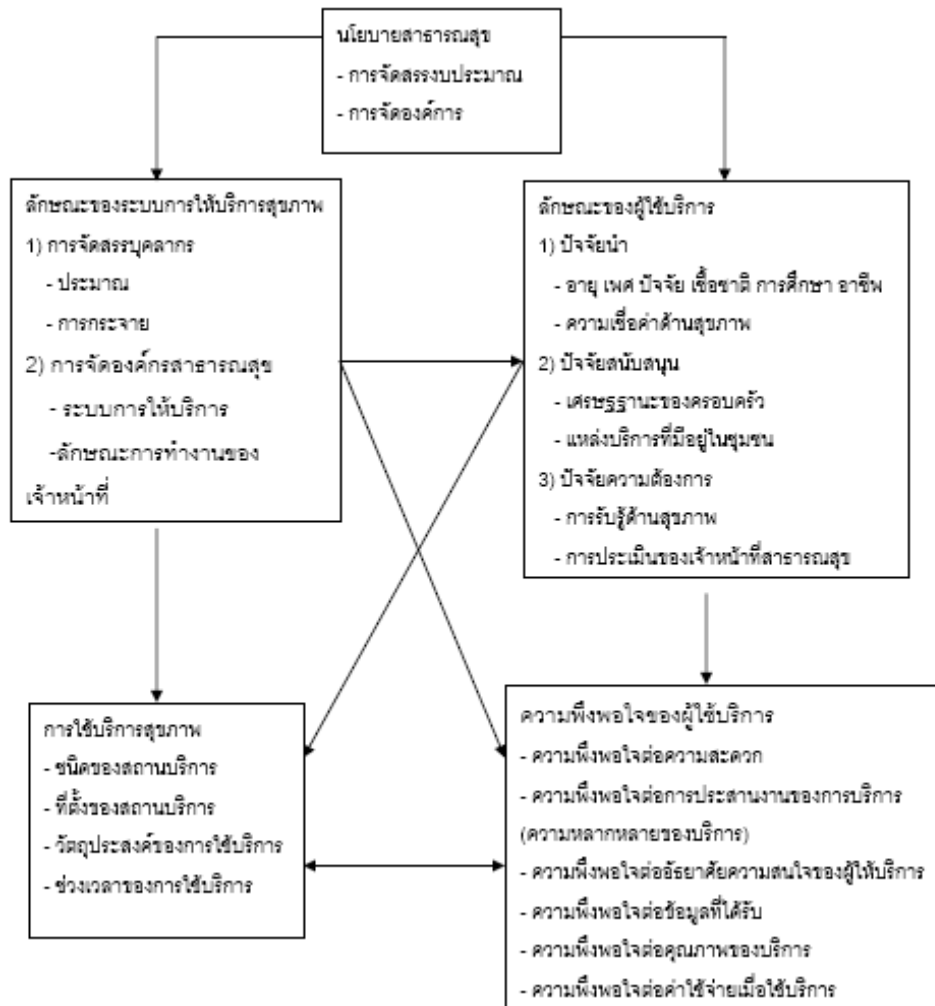 นโยบายสาธารณสุข
- การจัดสรรงบประมาณ
- การจัดองค์การ
ลักษณะของระบบการให้บริการสุขภาพ
1) การจัดสรรบุคลากร
- ประมาณ
- การกระจาย
2) การจัดองค์กรสาธารณสุข
- ระบบการให้บริการ
-ลักษณะการทำงานของ
เจ้าหน้าที่
ลักษณะของผู้ใช้บริการ
1) ปัจจัยนำ
- อายุ เพศ ปัจจัย เชื้อชาติ การศึกษา อาชีพ
- ความเชื่อค่าด้านสุขภาพ
2) ปัจจัยสนับสนุน
- เศรษฐฐานะของครอบครัว
- แหล่งบริการที่มีอยู่ในชุมชน
3) ปัจจัยความต้องการ
- การรับรู้ด้านสุขภาพ
- การประเมินของเจ้าหน้าที่สาธารณสุข
การใช้บริการสุขภาพ
- ชนิดของสถานบริการ
- ที่ตั้งของสถานบริการ
- วัตถุประสงค์ของการใช้บริการ
- ช่วงเวลาของการใช้บริการ
ความพึงพอใจของผู้ใช้บริการ
- ความพึงพอใจต่อความสะดวก
- ความพึงพอใจต่อการประสานงานของการบริการ
(ความหลากหลายของบริการ)
- ความพึงพอใจต่ออัธยาศัยความสนใจของผู้ให้บริการ
- ความพึงพอใจต่อข้อมูลที่ได้รับ
- ความพึงพอใจต่อคุณภาพของบริการ
- ความพึงพอใจต่อค่าใช้จ่ายเมื่อใช้บริการ